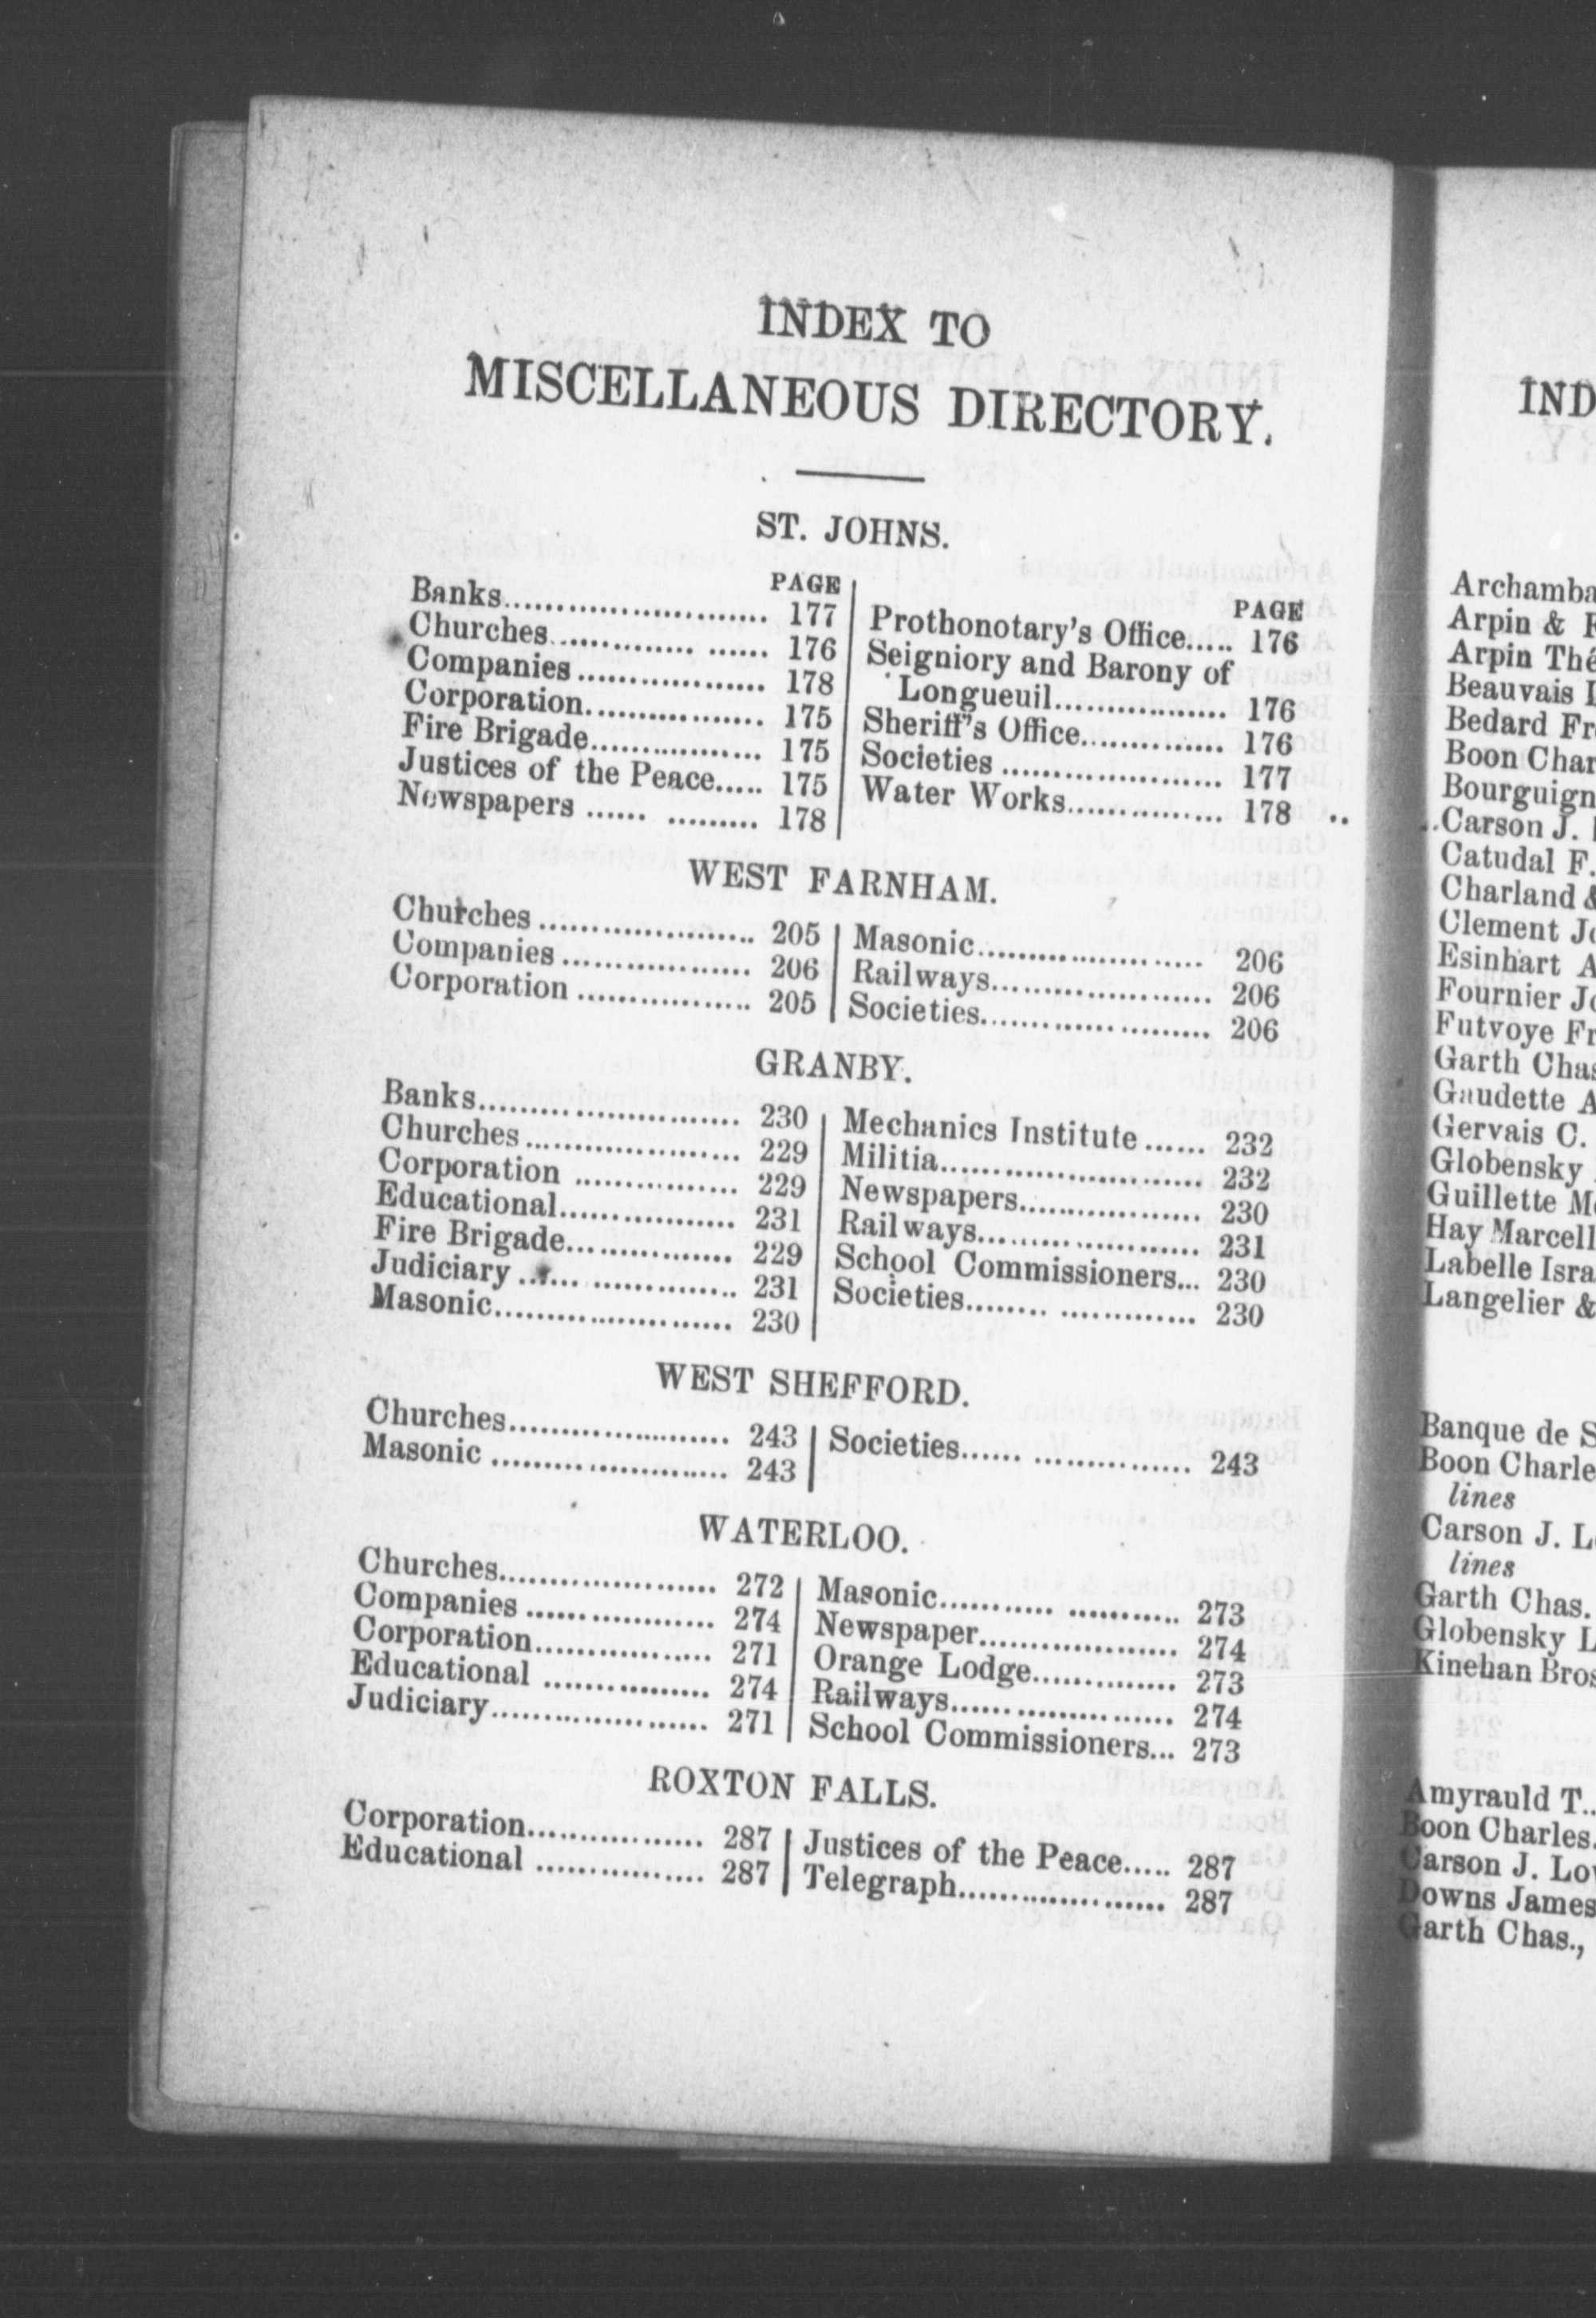 INDEX TO
MISCELLANEOUS DIRECTORY.
ST. JOHNS.
PAGE
Banks......................... 177
Churches.............. ...... 176
Companies.................. 178
Corporation................. 175
Fire Brigade................ 175
Justices of the Peace..... 175
Newspapers ...... ......... 178
PAGE
Prothonotary's Office..... 176
Seigniory and Barony of
Longueuil................ 176
Sheriff's Office.............. 176
Societies ..................... 177
Water Works............... 178
WEST FARNHAM.
Churches ..................... 205
Companies .................. 206
Corporation ................. 205
Masonic...................... 206
Railways..................... 206
Societies...................... 206
GRANBY.
Banks......................... 230
Churches..................... 229
Corporation ................ 229
Educational................. 231
Fire Brigade................ 229
Judiciary ...... .............. 231
Masonic....................... 230
Mechanics Institute...... 232
Militia......................... 232
Newspapers.................. 230
Railways...................... 231
School Commissioners... 230
Societies........ ............. 230
WEST SHEFFORD.
Churches..................... 243
Masonic ....................... 243
Societies...... ............... 243
WATERLOO.
Churches..................... 272
Companies .................. 274
Corporation................. 271
Educational ................ 274
Judiciary..................... 271
Masonic........... ........... 273
Newspaper................... 274
Orange Lodge.............. 273
Railways...................... 274
School Commissioners... 273
ROXTON FALLS.
Corporation................. 287
Educational ................ 287
Justices of the Peace..... 287
Telegraph.................... 287
IND
Archamba
Arpin &
Arpin Thé
Beauvais
Bedard Fr
Boon Char
Bourguign
Carson J.
Catudal F.
Charland &
Clement Jo
Esinhart A
Fournier Jo
Futvoye Fr
Garth Chas
Gaudette A
Gervais C.
Globensky
Guillette M
Hay Marcell
Labelle Isra
Langelier &
Banque de S
Boon Charle
lines
Carson J. L
lines
Garth Chas.
Globensky L
Kinehan Bros
Amyrauld T..
Boon Charles
Carson J. Lo
Downs James
Garth Chas.,